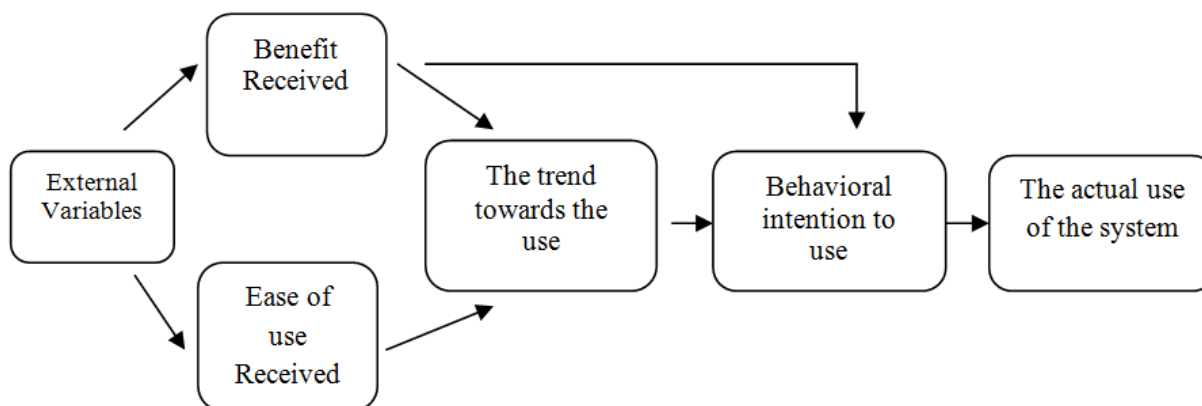 Benefit
Received
External
Variables
The trend
towards the
use
Behavioral
intention to
use
The actual use
of the system
Ease of
use
Received